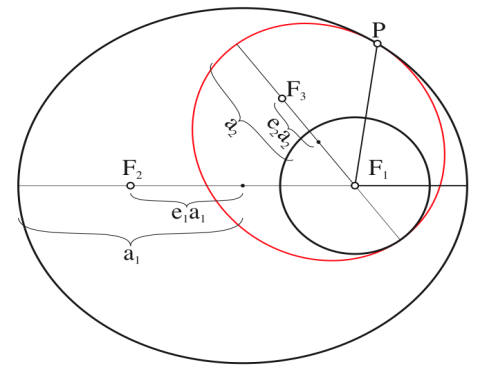 P
F₃
a₂
e₂a₂
F₂
F₁
e₁a₁
a₁